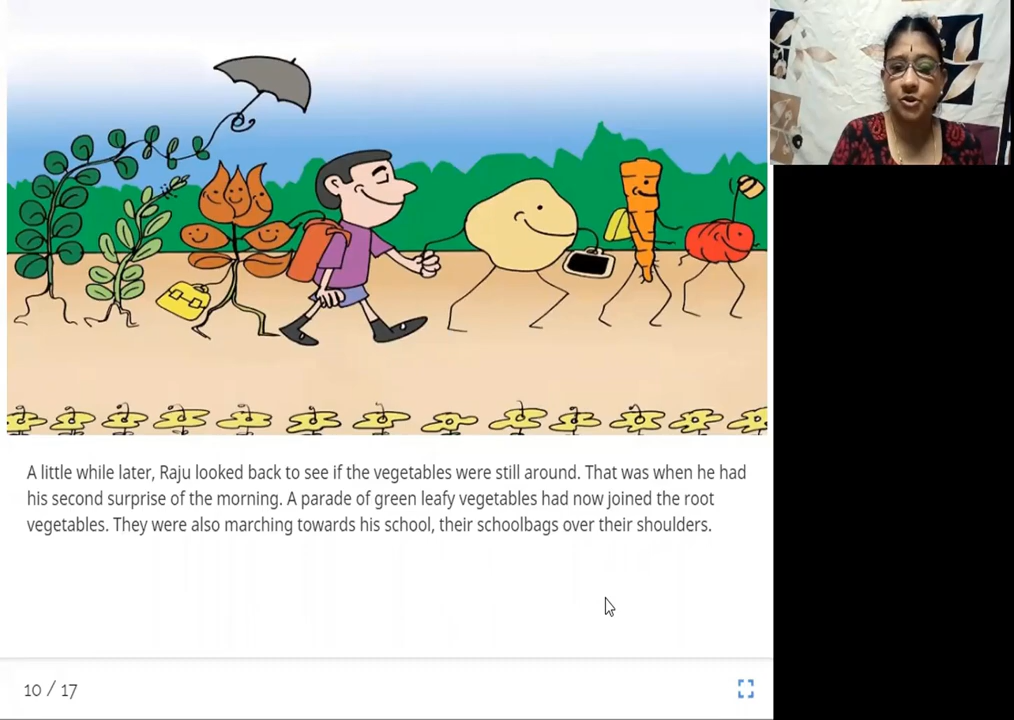 A little while later, Raju looked back to see if the vegetables were still around. That was when he had
his second surprise of the morning. A parade of green leafy vegetables had now joined the root
vegetables. They were also marching towards his school, their schoolbags over their shoulders.
10 / 17